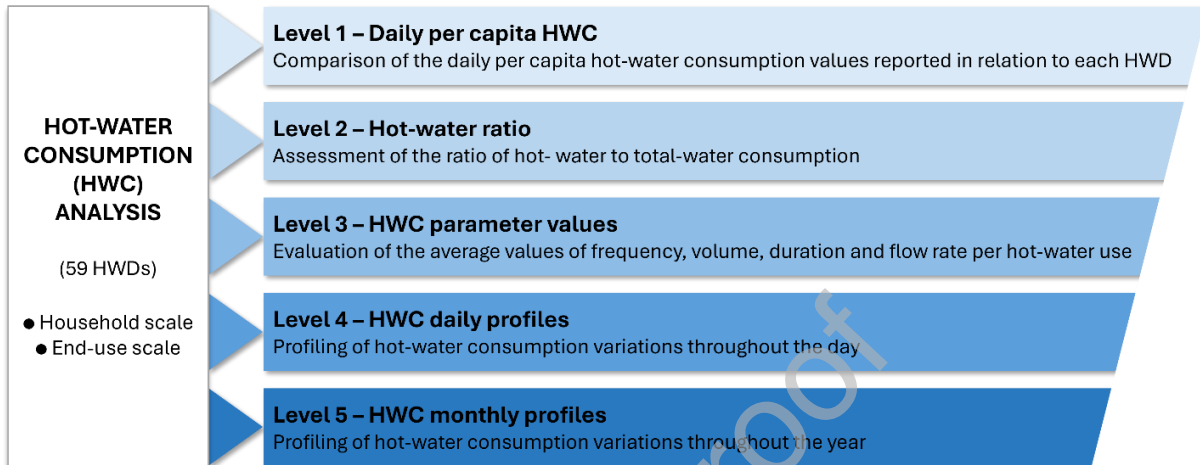 HOT-WATER
CONSUMPTION
(HWC)
ANALYSIS
(59 HWDs)
● Household scale
● End-use scale
Level 1 – Daily per capita HWC
Comparison of the daily per capita hot-water consumption values reported in relation to each HWD
Level 2 – Hot-water ratio
Assessment of the ratio of hot- water to total-water consumption
Level 3 – HWC parameter values
Evaluation of the average values of frequency, volume, duration and flow rate per hot-water use
Level 4 – HWC daily profiles
Profiling of hot-water consumption variations throughout the day
Level 5 – HWC monthly profiles
Profiling of hot-water consumption variations throughout the year
roof